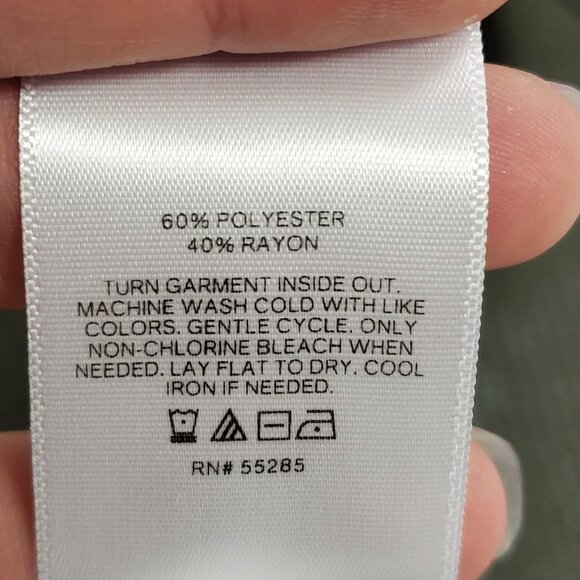 60% POLYESTER
40% RAYON
TURN GARMENT INSIDE OUT.
MACHINE WASH COLD WITH LIKE
COLORS. GENTLE CYCLE. ONLY
NON-CHLORINE BLEACH WHEN
NEEDED. LAY FLAT TO DRY. COOL
IRON IF NEEDED.
RN# 55285